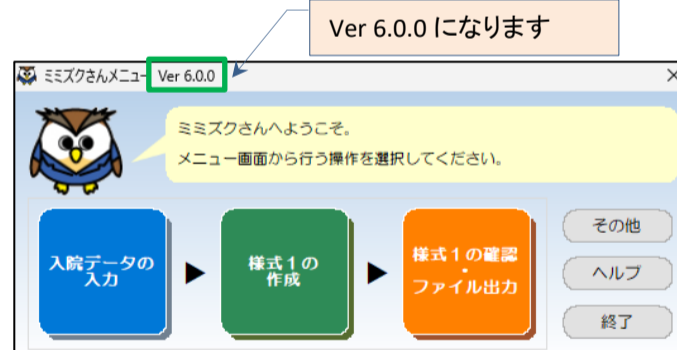 Ver 6.0.0 になります
ミミズクさんメニュー Ver 6.0.0
ミミズクさんへようこそ。
メニュー画面から行う操作を選択してください。
入院データの
入力
様式1の
作成
様式1の確認
・
ファイル出力
その他
ヘルプ
終了